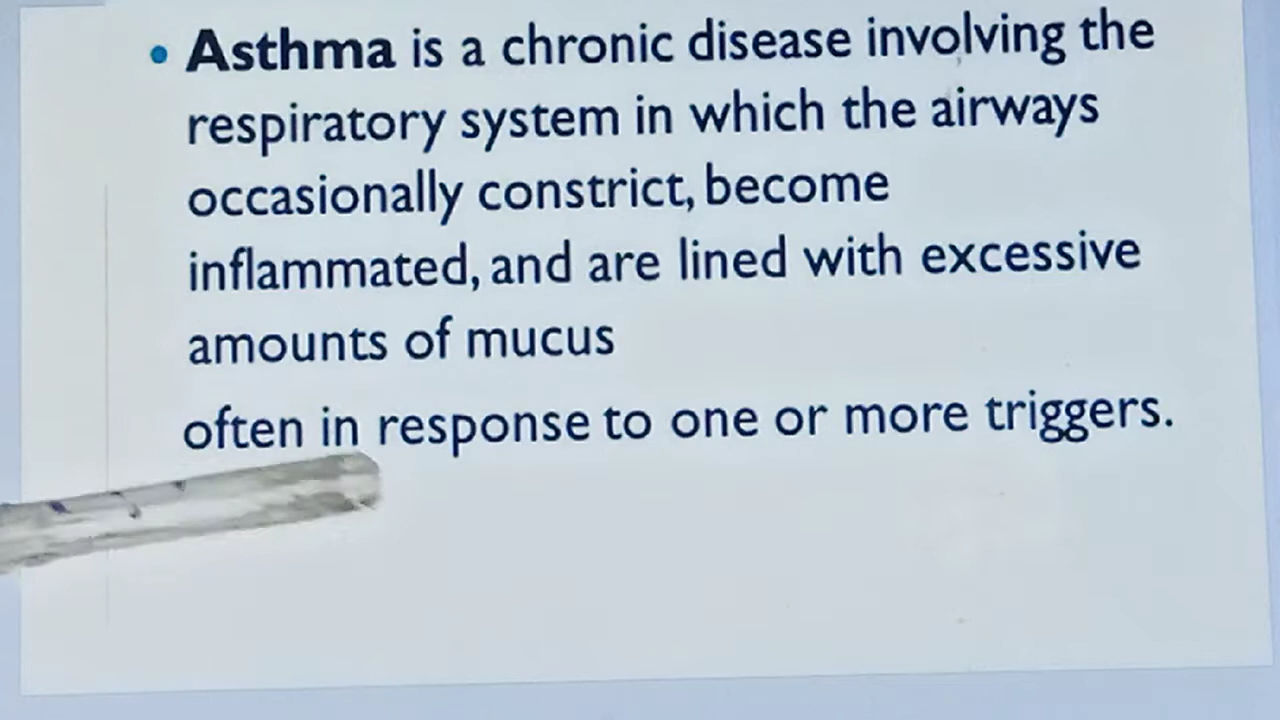 • Asthma is a chronic disease involving the
respiratory system in which the airways
occasionally constrict, become
inflammated, and are lined with excessive
amounts of mucus
often in response to one or more triggers.